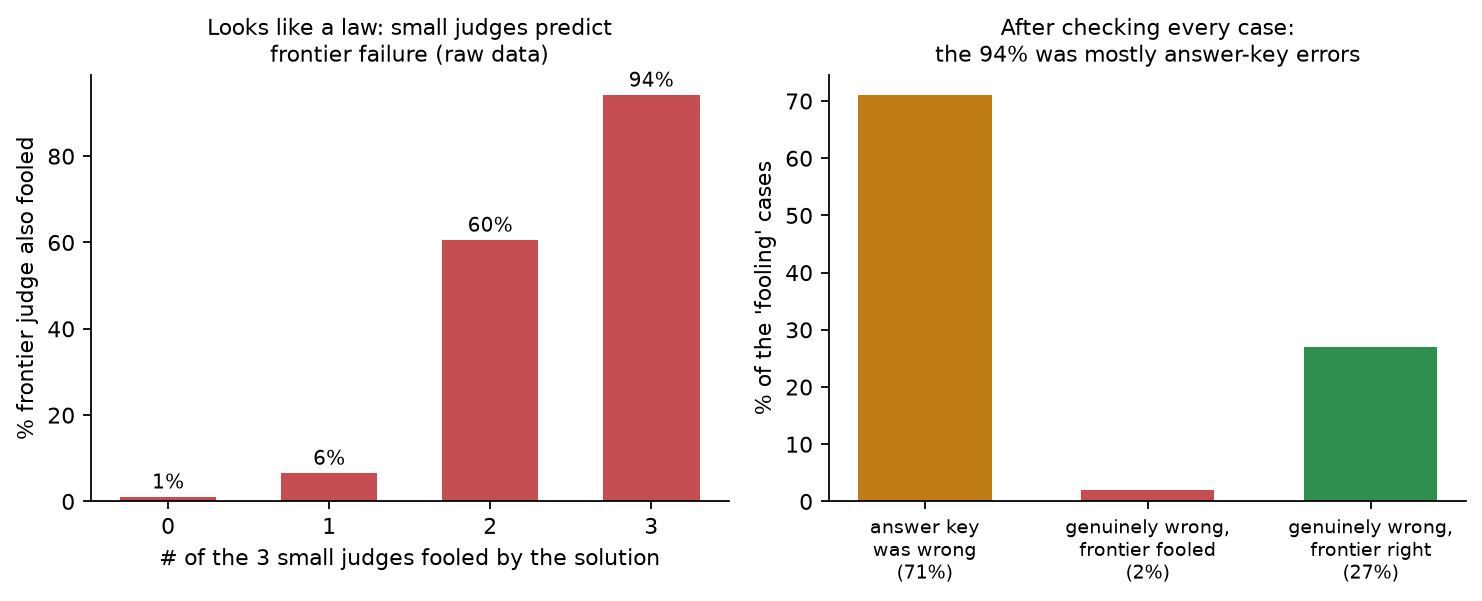 Looks like a law: small judges predict
frontier failure (raw data)
% frontier judge also fooled
80
60
40
20
0
1%
6%
60%
94%
0
1
2
3
# of the 3 small judges fooled by the solution
After checking every case:
the 94% was mostly answer-key errors
% of the 'fooling' cases
70
60
50
40
30
20
10
0
answer key
was wrong
(71%)
genuinely wrong,
frontier fooled
(2%)
genuinely wrong,
frontier right
(27%)